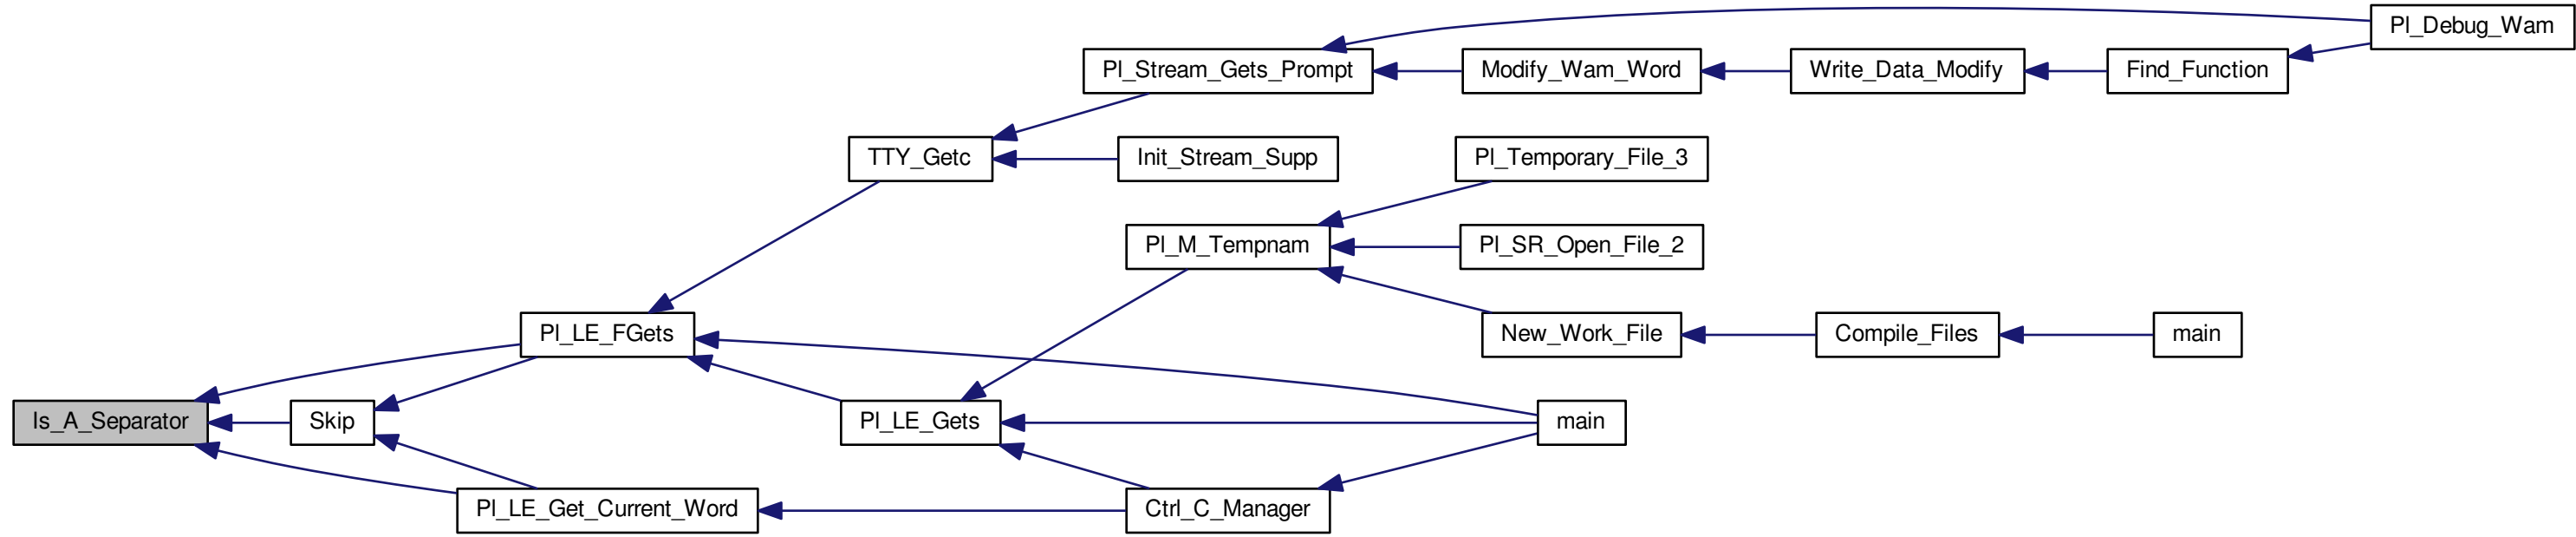 Pl_Debug_Wam
Pl_Stream_Gets_Prompt
Modify_Wam_Word
Write_Data_Modify
Find_Function
TTY_Getc
Init_Stream_Supp
Pl_Temporary_File_3
Pl_M_Tempnam
Pl_SR_Open_File_2
Pl_LE_FGets
New_Work_File
Compile_Files
main
Is_A_Separator
Skip
Pl_LE_Gets
main
Pl_LE_Get_Current_Word
Ctrl_C_Manager